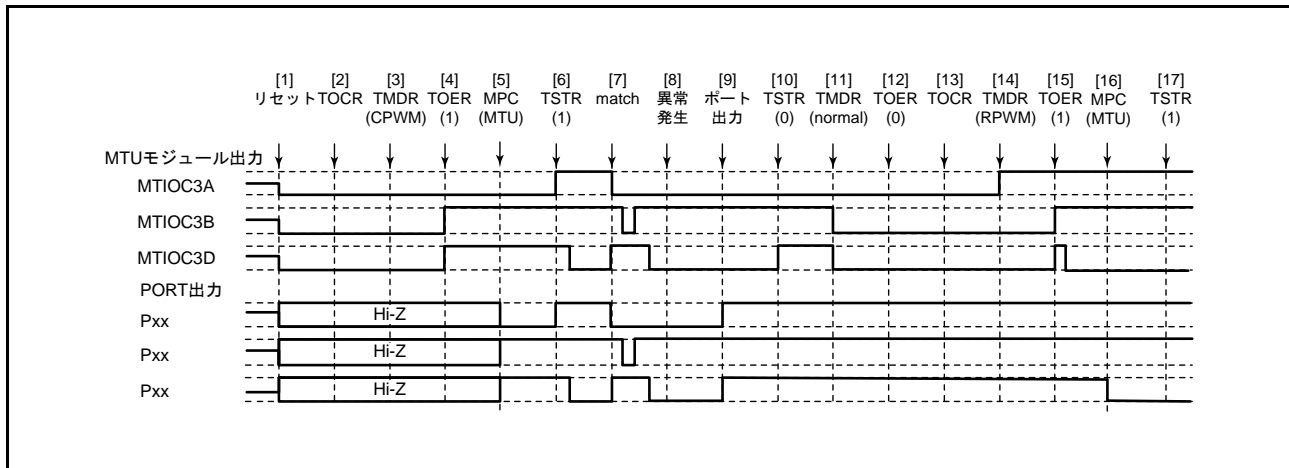 [1] [2] [3] [4] [5] [6] [7] [8] [9] [10] [11] [12] [13] [14] [15] [16] [17]
リセット TOCR TMDR TOER MPC TSTR match 異常 ポート TSTR TMDR TOER TOCR TMDR TOER MPC TSTR
(CPWM) (1) (MTU) (1) 発生 出力 (0) (normal) (0) (RPWM) (1) (MTU) (1)
MTUモジュール出力
MTIOC3A
MTIOC3B
MTIOC3D
PORT出力
Pxx Hi-Z
Pxx Hi-Z
Pxx Hi-Z